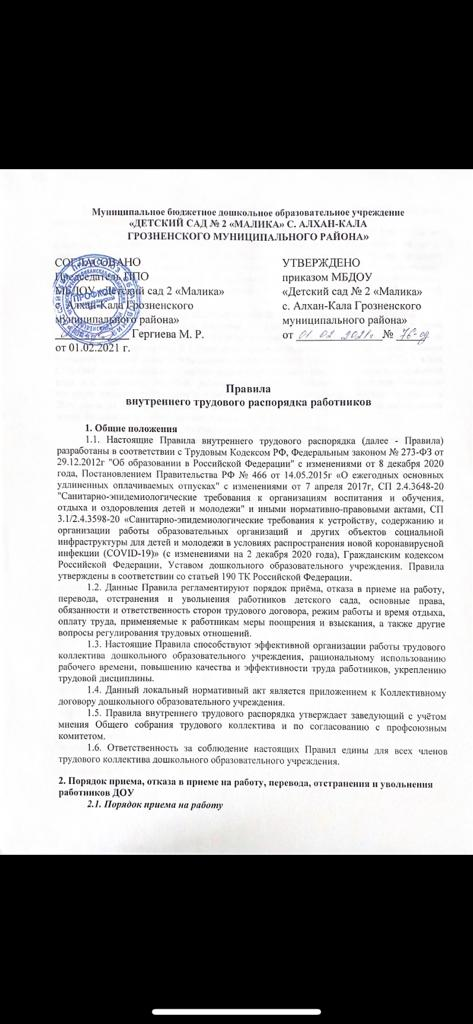 Муниципальное бюджетное дошкольное образовательное учреждение
«ДЕТСКИЙ САД № 2 «МАЛИКА» С. АЛХАН-КАЛА
ГРОЗНЕНСКОГО МУНИЦИПАЛЬНОГО РАЙОНА»
СОГЛАСОВАНО
Председатель ППО
МБДОУ «Детский сад 2 «Малика»
с. Алхан-Кала Грозненского
муниципального района»
Гергиева М. Р.
от 01.02.2021 г.
ПРОФКОМ
УТВЕРЖДЕНО
приказом МБДОУ
«Детский сад № 2 «Малика»
с. Алхан-Кала Грозненского
муниципального района»
от 01.02.2021г № 76-од
Правила
внутреннего трудового распорядка работников
1. Общие положения
1.1. Настоящие Правила внутреннего трудового распорядка (далее - Правила)
разработаны в соответствии с Трудовым Кодексом РФ, Федеральным законом № 273-ФЗ от
29.12.2012г "Об образовании в Российской Федерации" с изменениями от 8 декабря 2020
года, Постановлением Правительства РФ № 466 от 14.05.2015г «О ежегодных основных
удлиненных оплачиваемых отпусках" с изменениями от 7 апреля 2017г, СП 2.4.3648-20
"Санитарно-эпидемиологические требования к организациям воспитания и обучения,
отдыха и оздоровления детей и молодежи" и иными нормативно-правовыми актами, СП
3.1/2.4.3598-20 «Санитарно-эпидемиологические требования к устройству, содержанию и
организации работы образовательных организаций и других объектов социальной
инфраструктуры для детей и молодежи в условиях распространения новой коронавирусной
инфекции (COVID-19)» (с изменениями на 2 декабря 2020 года), Гражданским кодексом
Российской Федерации, Уставом дошкольного образовательного учреждения. Правила
утверждены в соответствии со статьей 190 ТК Российской Федерации.
1.2. Данные Правила регламентируют порядок приёма, отказа в приеме на работу,
перевода, отстранения и увольнения работников детского сада, основные права,
обязанности и ответственность сторон трудового договора, режим работы и время отдыха,
оплату труда, применяемые к работникам меры поощрения и взыскания, а также другие
вопросы регулирования трудовых отношений.
1.3. Настоящие Правила способствуют эффективной организации работы трудового
коллектива дошкольного образовательного учреждения, рациональному использованию
рабочего времени, повышению качества и эффективности труда работников, укреплению
трудовой дисциплины.
1.4. Данный локальный нормативный акт является приложением к Коллективному
договору дошкольного образовательного учреждения.
1.5. Правила внутреннего трудового распорядка утверждает заведующий с учётом
мнения Общего собрания трудового коллектива и по согласованию с профсоюзным
комитетом.
1.6. Ответственность за соблюдение настоящих Правил едины для всех членов
трудового коллектива дошкольного образовательного учреждения.
2. Порядок приема, отказа в приеме на работу, перевода, отстранения и увольнения
работников ДОУ
2.1. Порядок приема на работу